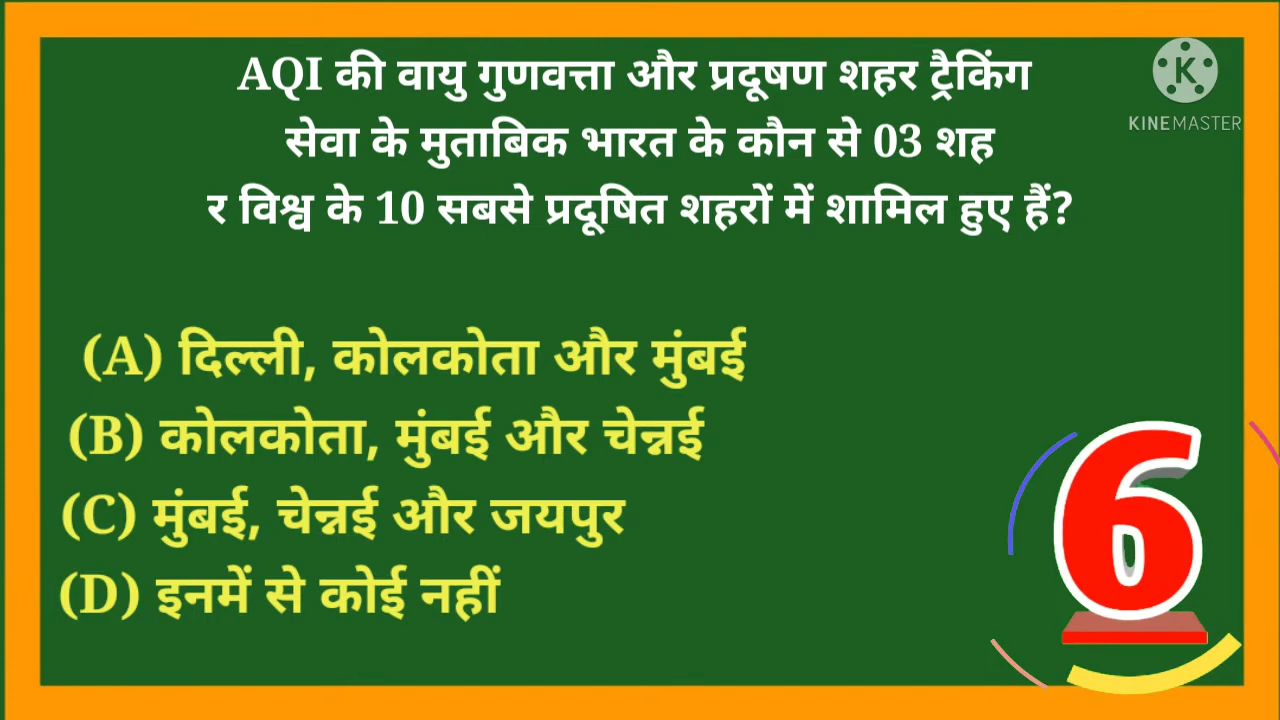 AQI की वायु गुणवत्ता और प्रदूषण शहर ट्रैकिंग
सेवा के मुताबिक भारत के कौन से 03 शह
र विश्व के 10 सबसे प्रदूषित शहरों में शामिल हुए हैं?
(A) दिल्ली, कोलकोता और मुंबई
(B) कोलकोता, मुंबई और चेन्नई
(C) मुंबई, चेन्नई और जयपुर
(D) इनमें से कोई नहीं
6
K
KINEMASTER